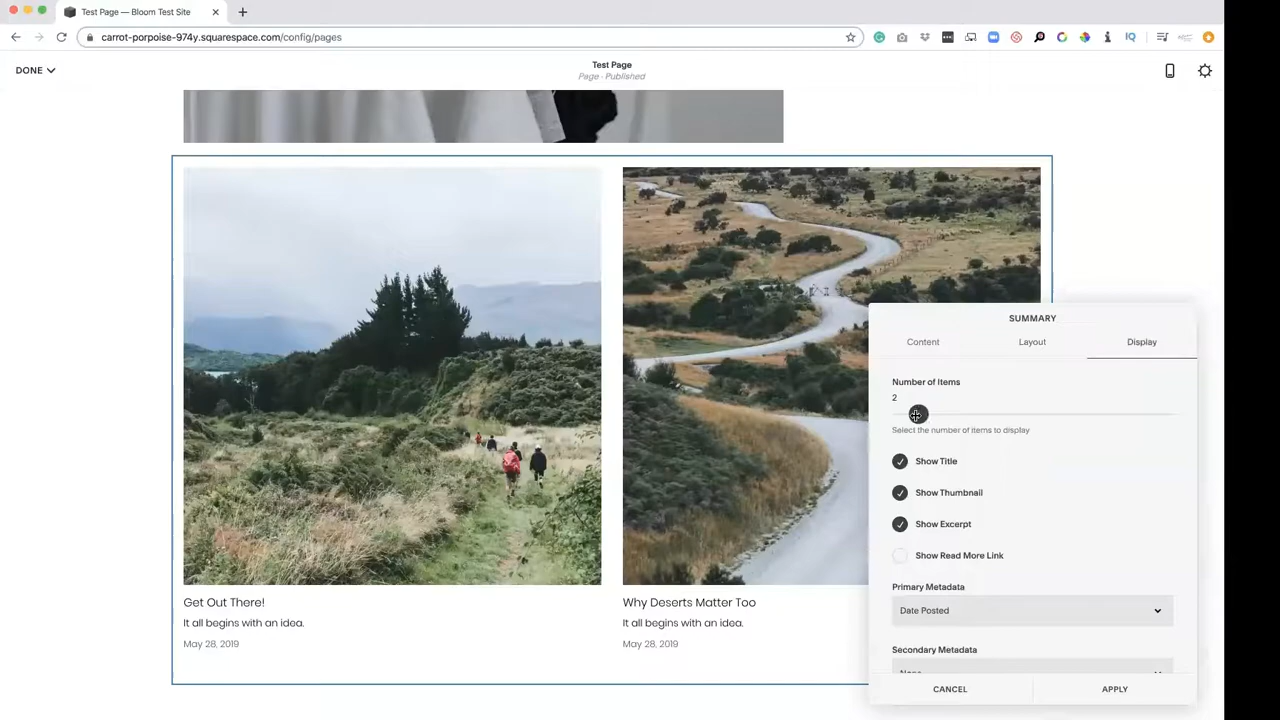 Test Page — Bloom Test Site
carrot-porpoise-974y.squarespace.com/config/pages
IQ
DONE
Test Page
Page · Published
Get Out There!
It all begins with an idea.
May 28, 2019
Why Deserts Matter Too
It all begins with an idea.
May 28, 2019
SUMMARY
Content Layout Display
Number of Items
2
Select the number of items to display
Show Title
Show Thumbnail
Show Excerpt
Show Read More Link
Primary Metadata
Date Posted
Secondary Metadata
None
CANCEL APPLY